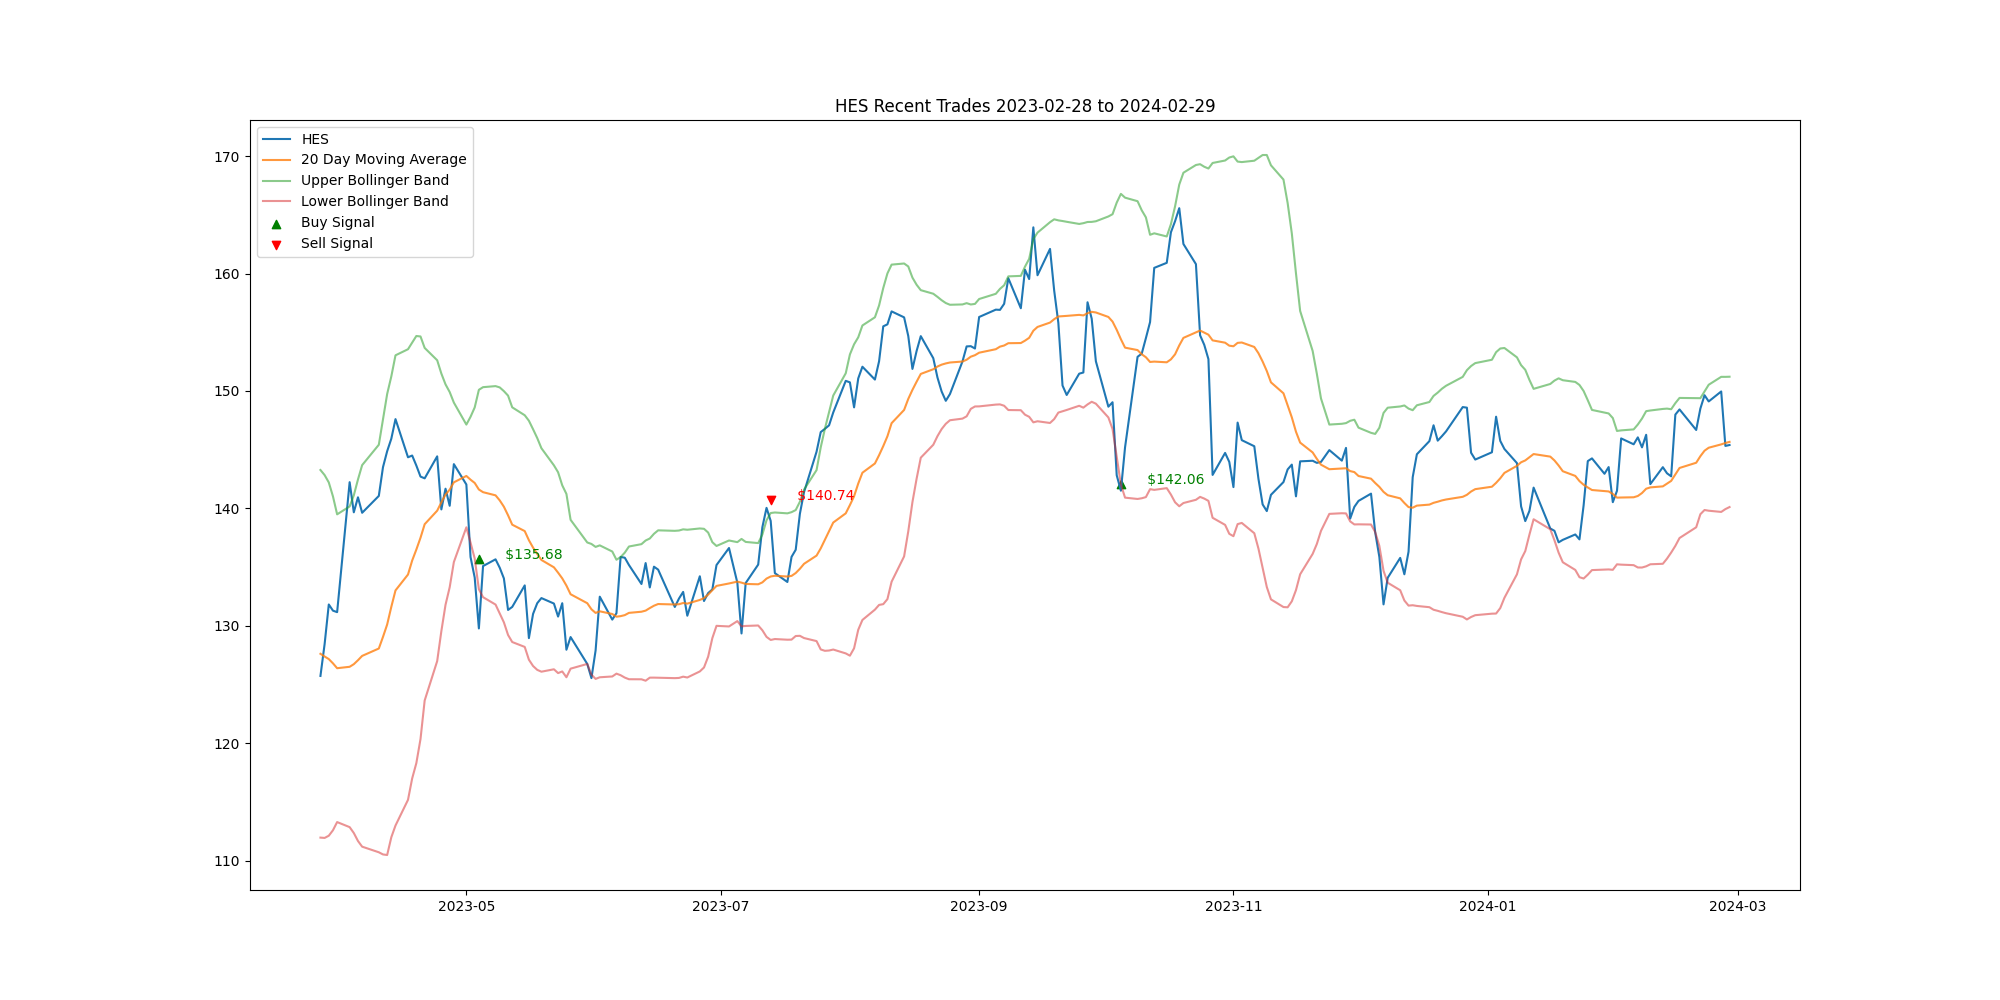 HES Recent Trades 2023-02-28 to 2024-02-29
HES
20 Day Moving Average
Upper Bollinger Band
Lower Bollinger Band
Buy Signal
Sell Signal
170
160
150
140
130
120
110
$135.68
$140.74
$142.06
2023-05
2023-07
2023-09
2023-11
2024-01
2024-03